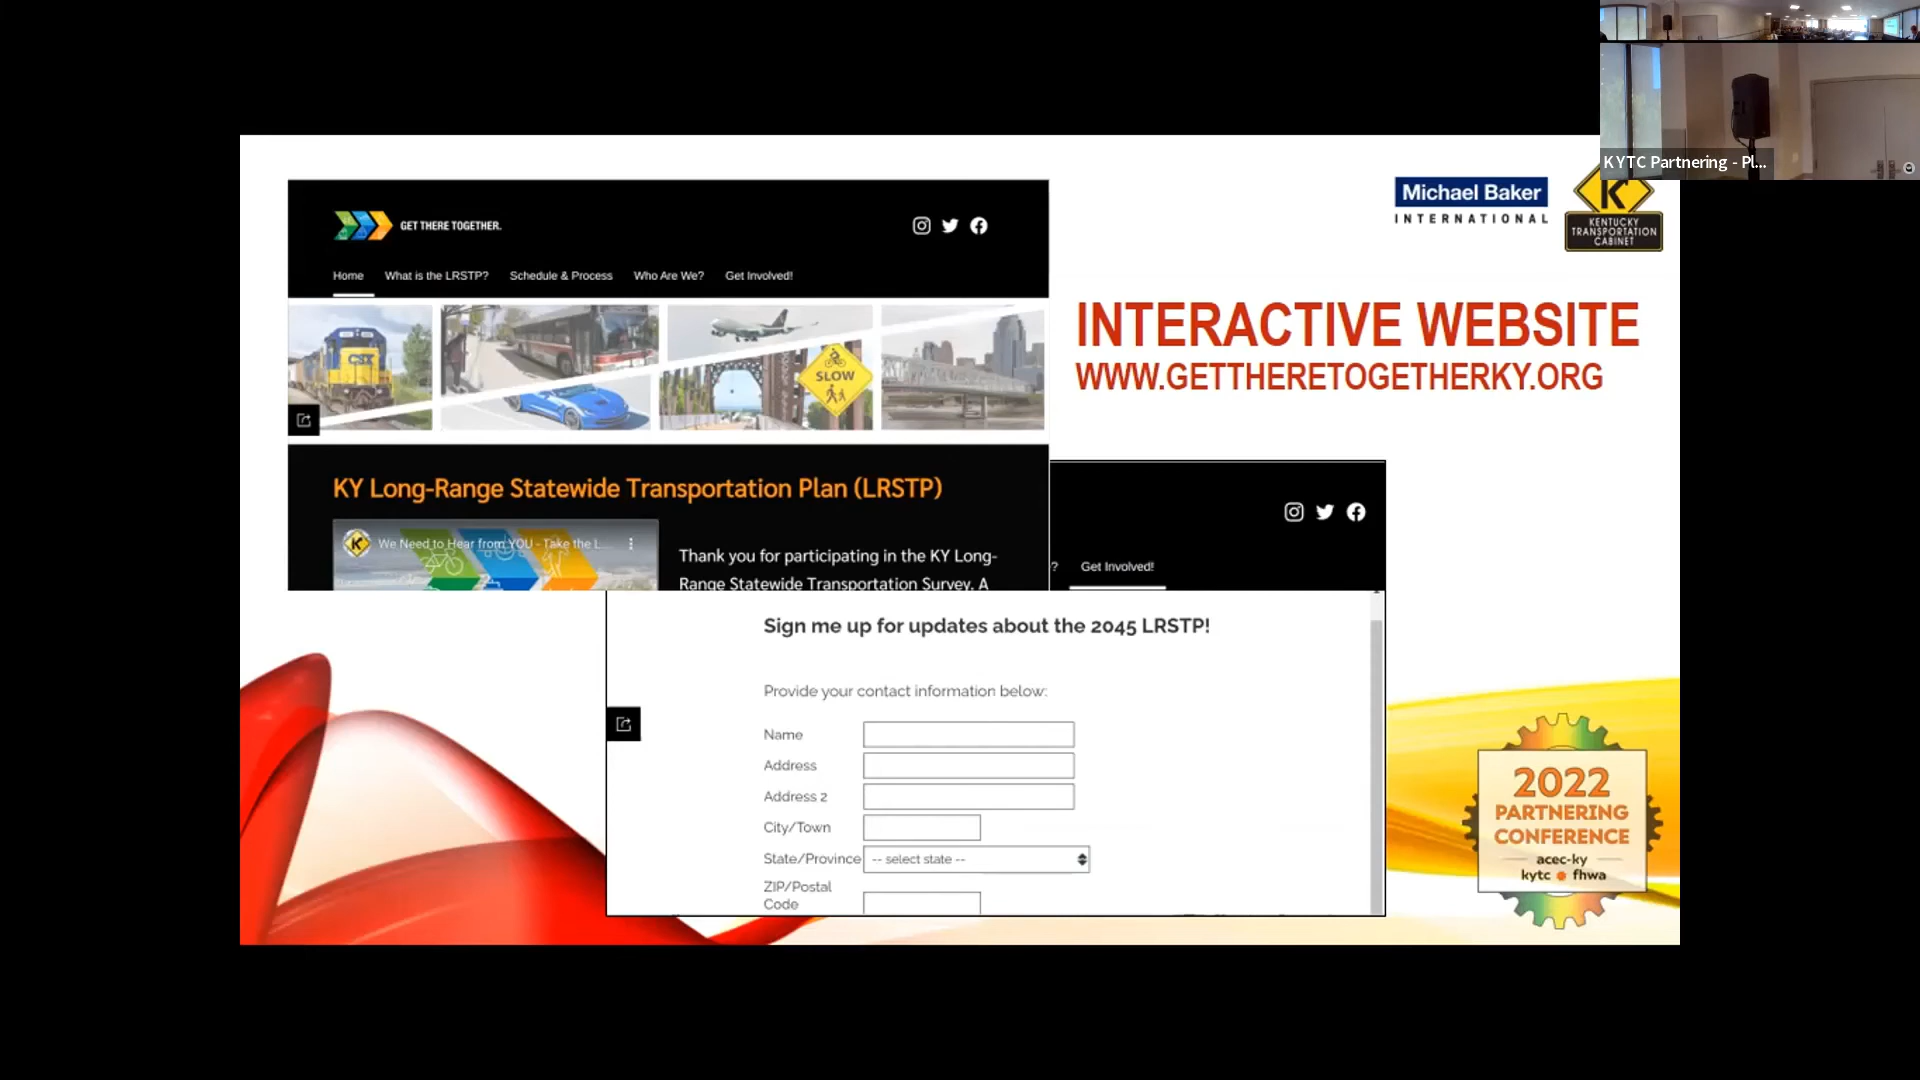 KYTC Partnering - Pl...
Michael Baker
INTERNATIONAL
KENTUCKY
TRANSPORTATION
CABINET
GET THERE TOGETHER.
Home What is the LRSTP? Schedule & Process Who Are We? Get Involved!
CSX
SLOW
INTERACTIVE WEBSITE
WWW.GETTHERETOGETHERKY.ORG
KY Long-Range Statewide Transportation Plan (LRSTP)
We Need to Hear from YOU - Take the L...
Thank you for participating in the KY Long-
Range Statewide Transportation Survey. A
? Get Involved!
Sign me up for updates about the 2045 LRSTP!
Provide your contact information below:
Name
Address
Address 2
City/Town
State/Province -- select state --
ZIP/Postal
Code
2022
PARTNERING
CONFERENCE
acec-ky
kytc fhwa